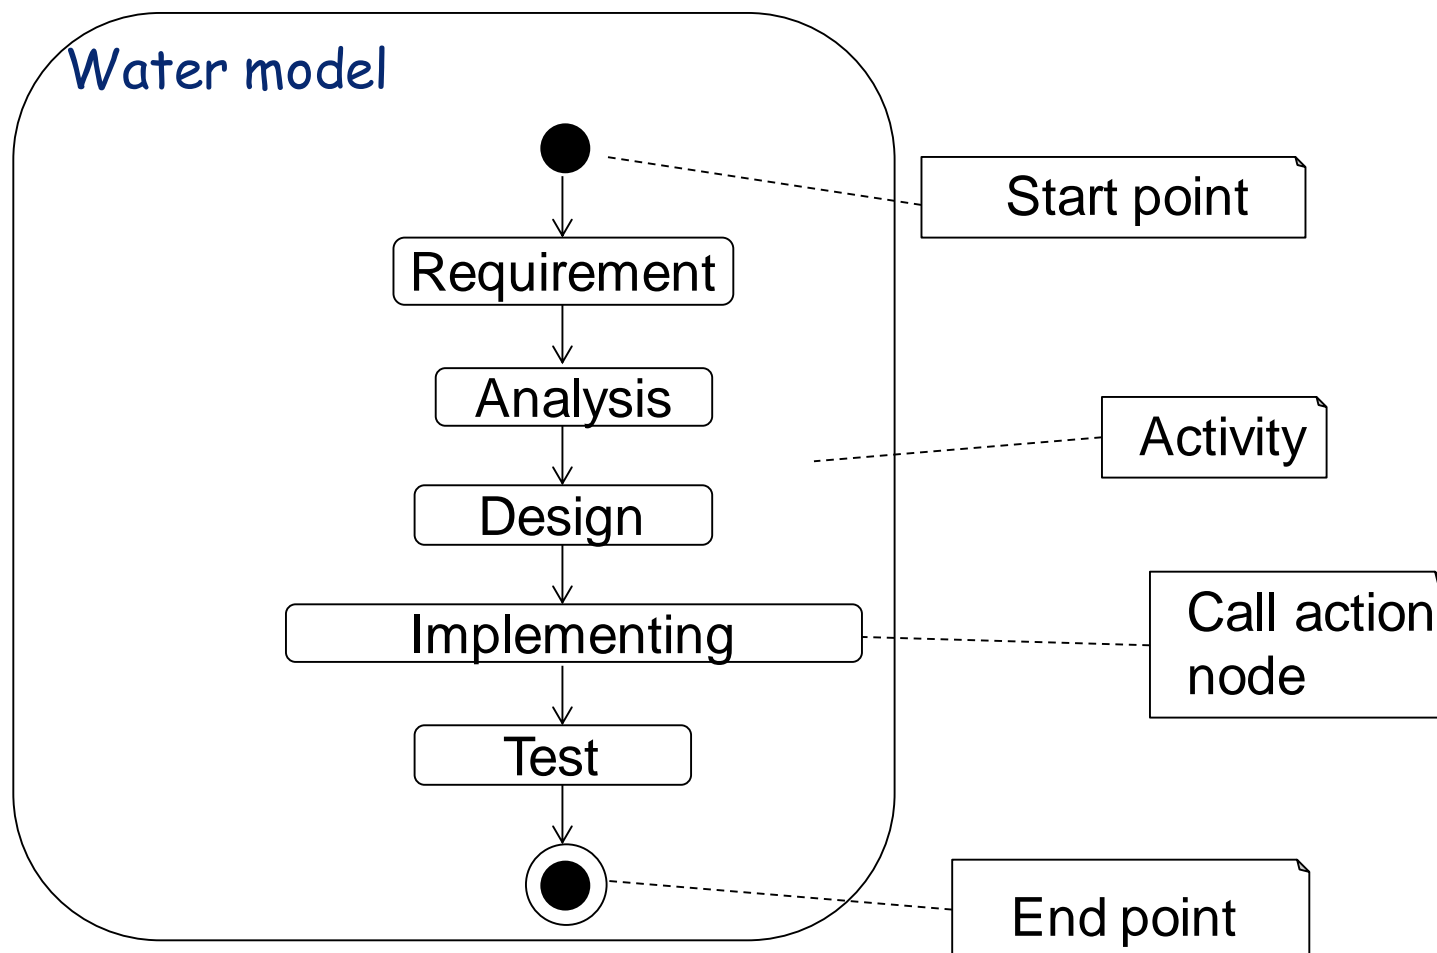 Water model
Start point
Requirement
Analysis
Activity
Design
Call action
node
Implementing
Test
End point